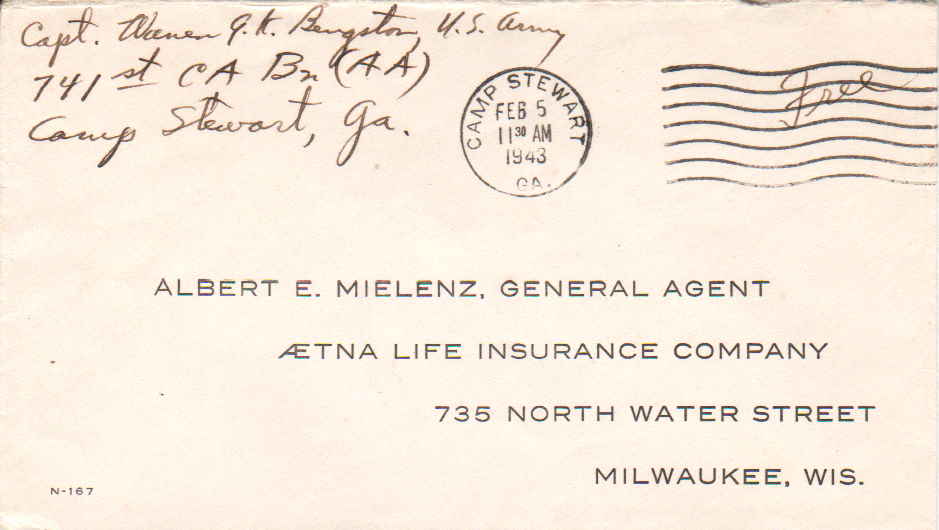 Capt. Warren G. K. Bengston, U.S. Army
741st CA Bn (AA)
Camp Stewart, Ga.
CAMP STEWART
FEB 5
11 30 AM
1943
GA.
Free
ALBERT E. MIELENZ, GENERAL AGENT
ÆTNA LIFE INSURANCE COMPANY
735 NORTH WATER STREET
MILWAUKEE, WIS.
N-167